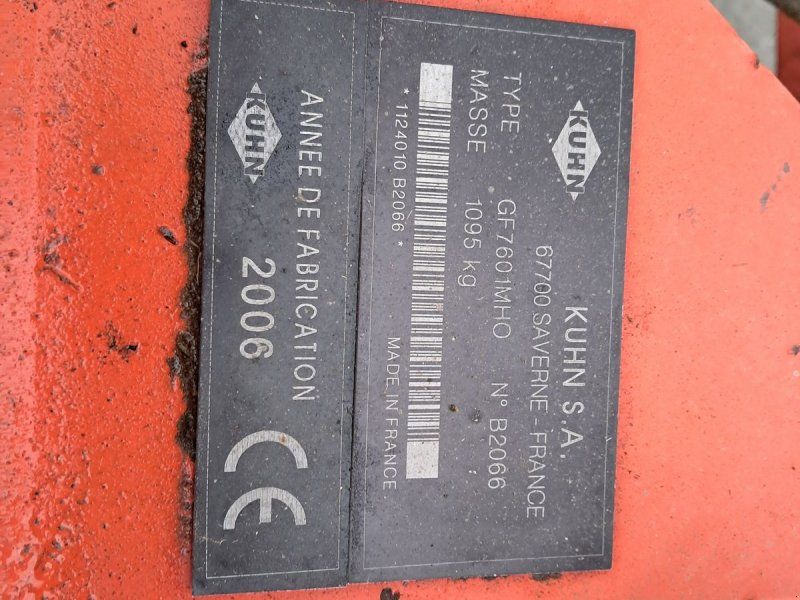 KUHN
KUHN S.A.
67700 SAVERNE - FRANCE
TYPE GF7601MHO N° B2066
MASSE 1095 kg
* 1124010 B2066 * MADE IN FRANCE
KUHN
ANNEE DE FABRICATION
2006
CE